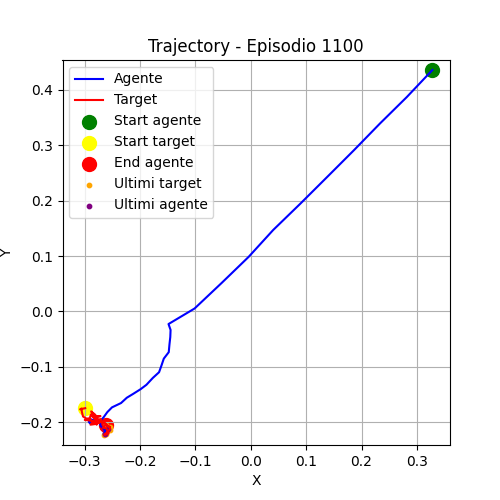 Trajectory - Episodio 1100
Agente
Target
Start agente
Start target
End agente
Ultimi target
Ultimi agente
0.4
0.3
0.2
0.1
0.0
−0.1
−0.2
Y
−0.3
−0.2
−0.1
0.0
0.1
0.2
0.3
X